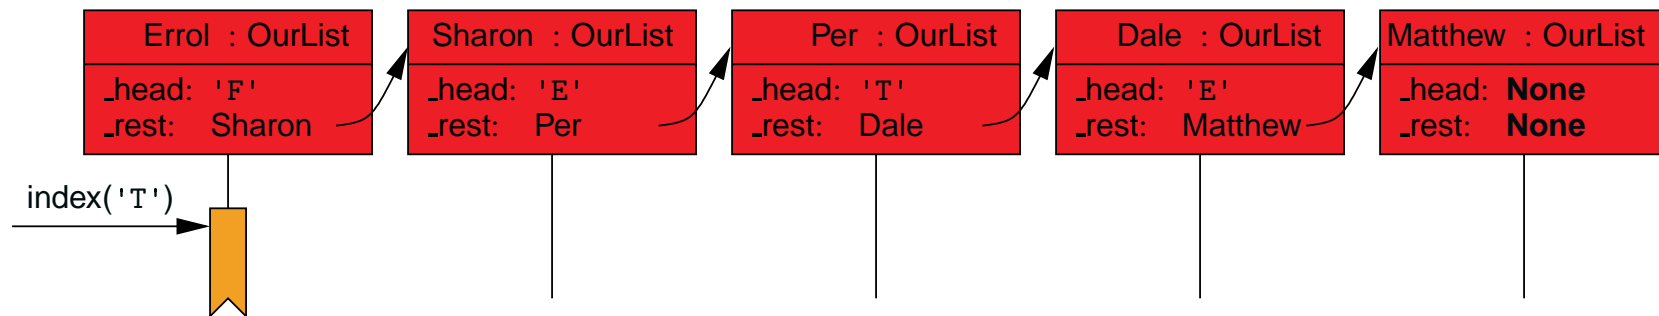 Errol : OurList
_head: 'F'
_rest: Sharon
Sharon : OurList
_head: 'E'
_rest: Per
Per : OurList
_head: 'T'
_rest: Dale
Dale : OurList
_head: 'E'
_rest: Matthew
Matthew : OurList
_head: None
_rest: None
index('T')